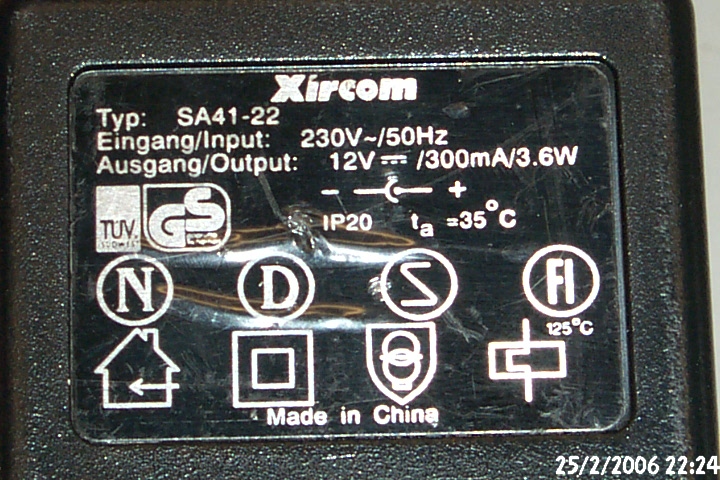 Xircom
Typ: SA41-22
Eingang/Input: 230V~/50Hz
Ausgang/Output: 12V⎓/300mA/3.6W
- +
TÜV GS IP20 ta =35°C
N D S FI
125°C
Made in China
25/2/2006 22:24